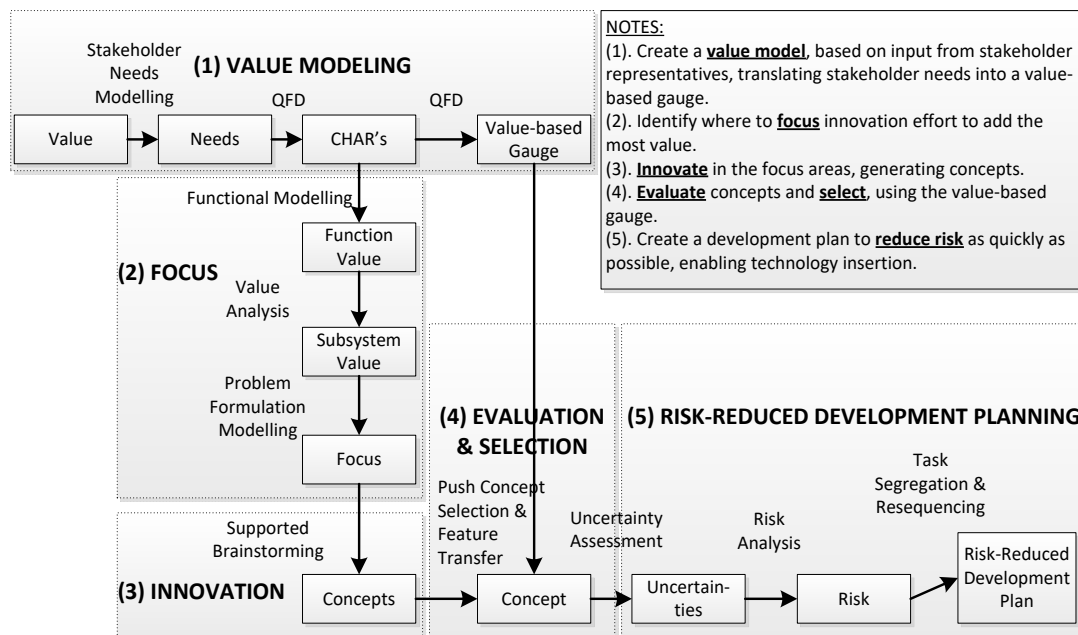 Stakeholder
Needs
Modelling
(1) VALUE MODELING
QFD
QFD
Value
Needs
CHAR's
Value-based
Gauge
NOTES:
(1). Create a value model, based on input from stakeholder
representatives, translating stakeholder needs into a value-
based gauge.
(2). Identify where to focus innovation effort to add the
most value.
(3). Innovate in the focus areas, generating concepts.
(4). Evaluate concepts and select, using the value-based
gauge.
(5). Create a development plan to reduce risk as quickly as
possible, enabling technology insertion.
Functional Modelling
Function
Value
(2) FOCUS
Value
Analysis
Subsystem
Value
Problem
Formulation
Modelling
Focus
Supported
Brainstorming
(3) INNOVATION
Concepts
(4) EVALUATION
& SELECTION
Push Concept
Selection &
Feature
Transfer
Concept
(5) RISK-REDUCED DEVELOPMENT PLANNING
Uncertainty
Assessment
Uncertain-
ties
Risk
Analysis
Risk
Task
Segregation &
Resequencing
Risk-Reduced
Development
Plan